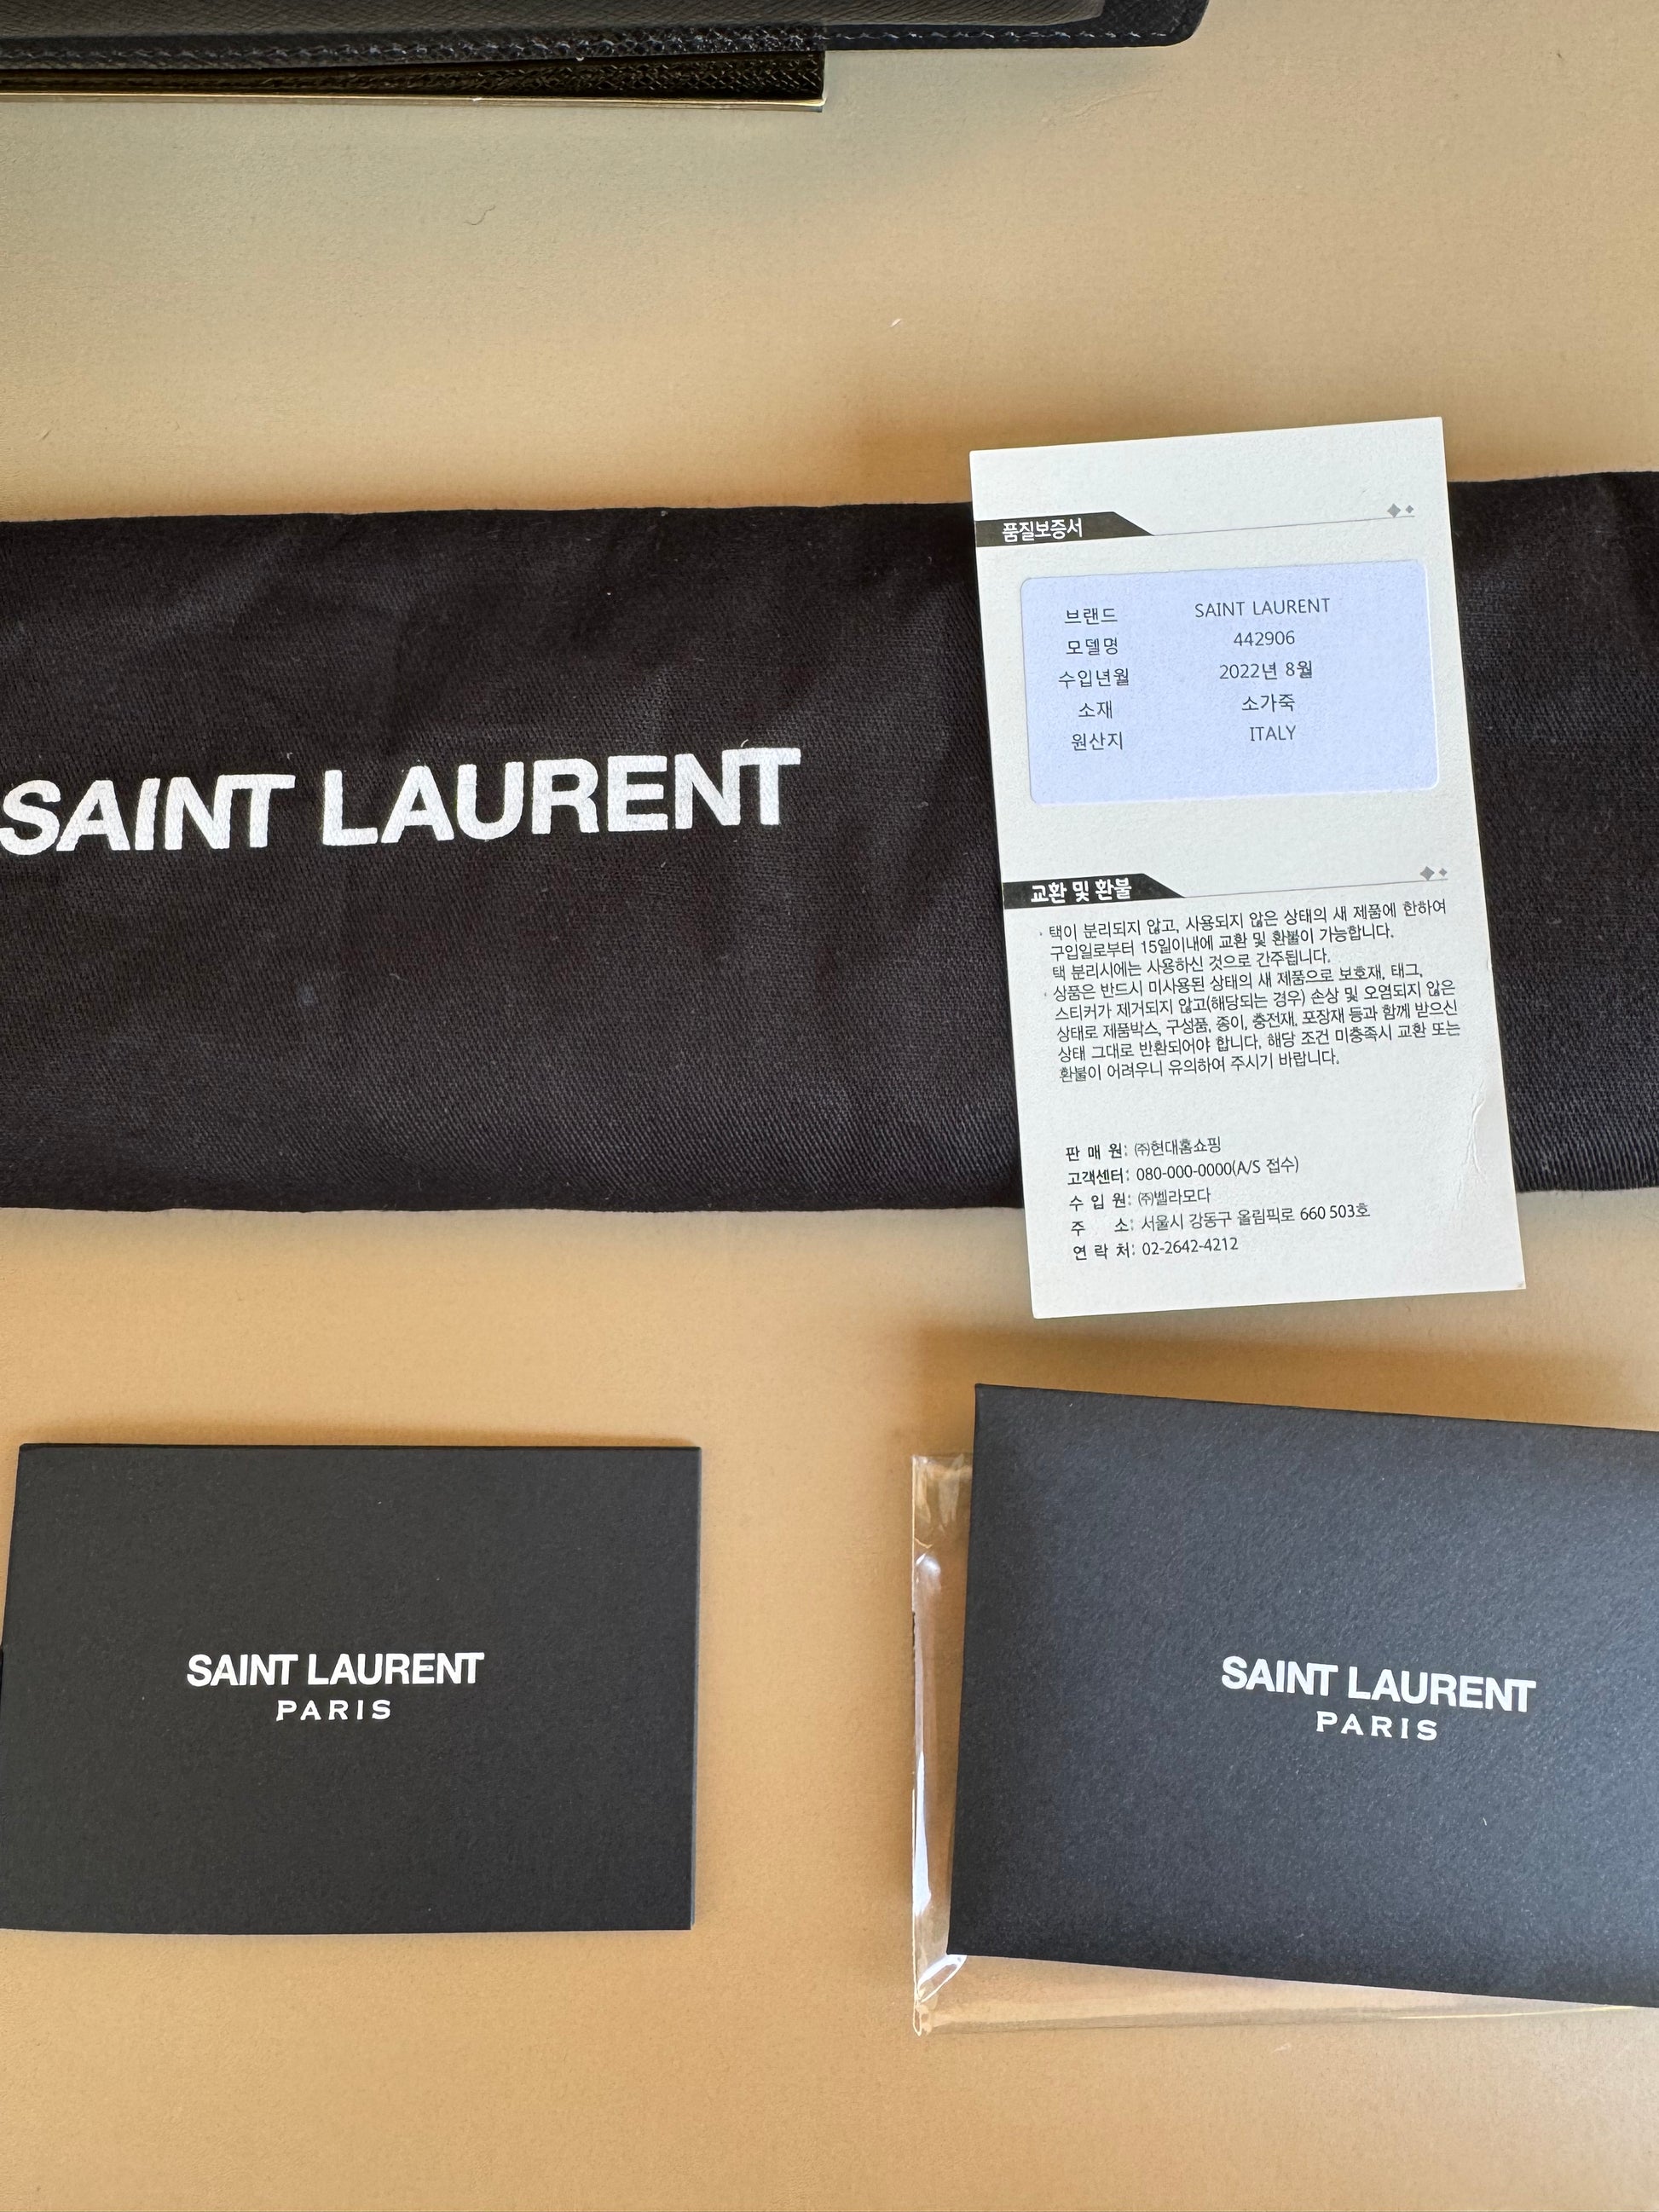 SAINT LAURENT
품질보증서
브랜드 SAINT LAURENT
모델명 442906
수입년월 2022년 8월
소재 소가죽
원산지 ITALY
교환 및 환불
· 택이 분리되지 않고, 사용되지 않은 상태의 새 제품에 한하여
구입일로부터 15일이내에 교환 및 환불이 가능합니다.
택 분리시에는 사용하신 것으로 간주됩니다.
· 상품은 반드시 미사용된 상태의 새 제품으로 보호재, 태그,
스티커가 제거되지 않고(해당되는 경우) 손상 및 오염되지 않은
상태로 제품박스, 구성품, 종이, 충전재, 포장재 등과 함께 받으신
상태 그대로 반환되어야 합니다. 해당 조건 미충족시 교환 또는
환불이 어려우니 유의하여 주시기 바랍니다.
판 매 원: ㈜현대홈쇼핑
고객센터: 080-000-0000(A/S 접수)
수 입 원: ㈜벨라모다
주 소: 서울시 강동구 올림픽로 660 503호
연 락 처: 02-2642-4212
SAINT LAURENT
PARIS
SAINT LAURENT
PARIS